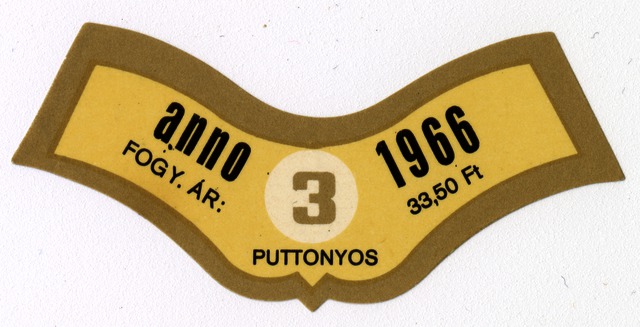 anno 1966
FOGY. ÁR: 33,50 Ft
3
PUTTONYOS